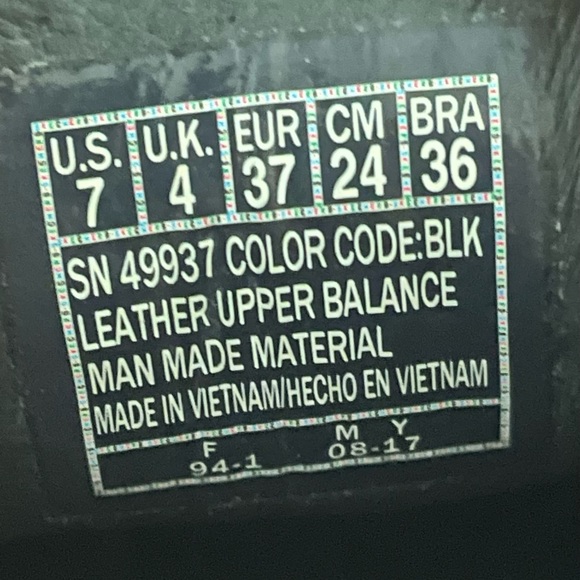 U.S. U.K. EUR CM BRA
7 4 37 24 36
SN 49937 COLOR CODE:BLK
LEATHER UPPER BALANCE
MAN MADE MATERIAL
MADE IN VIETNAM/HECHO EN VIETNAM
F M Y
94-1 08-17